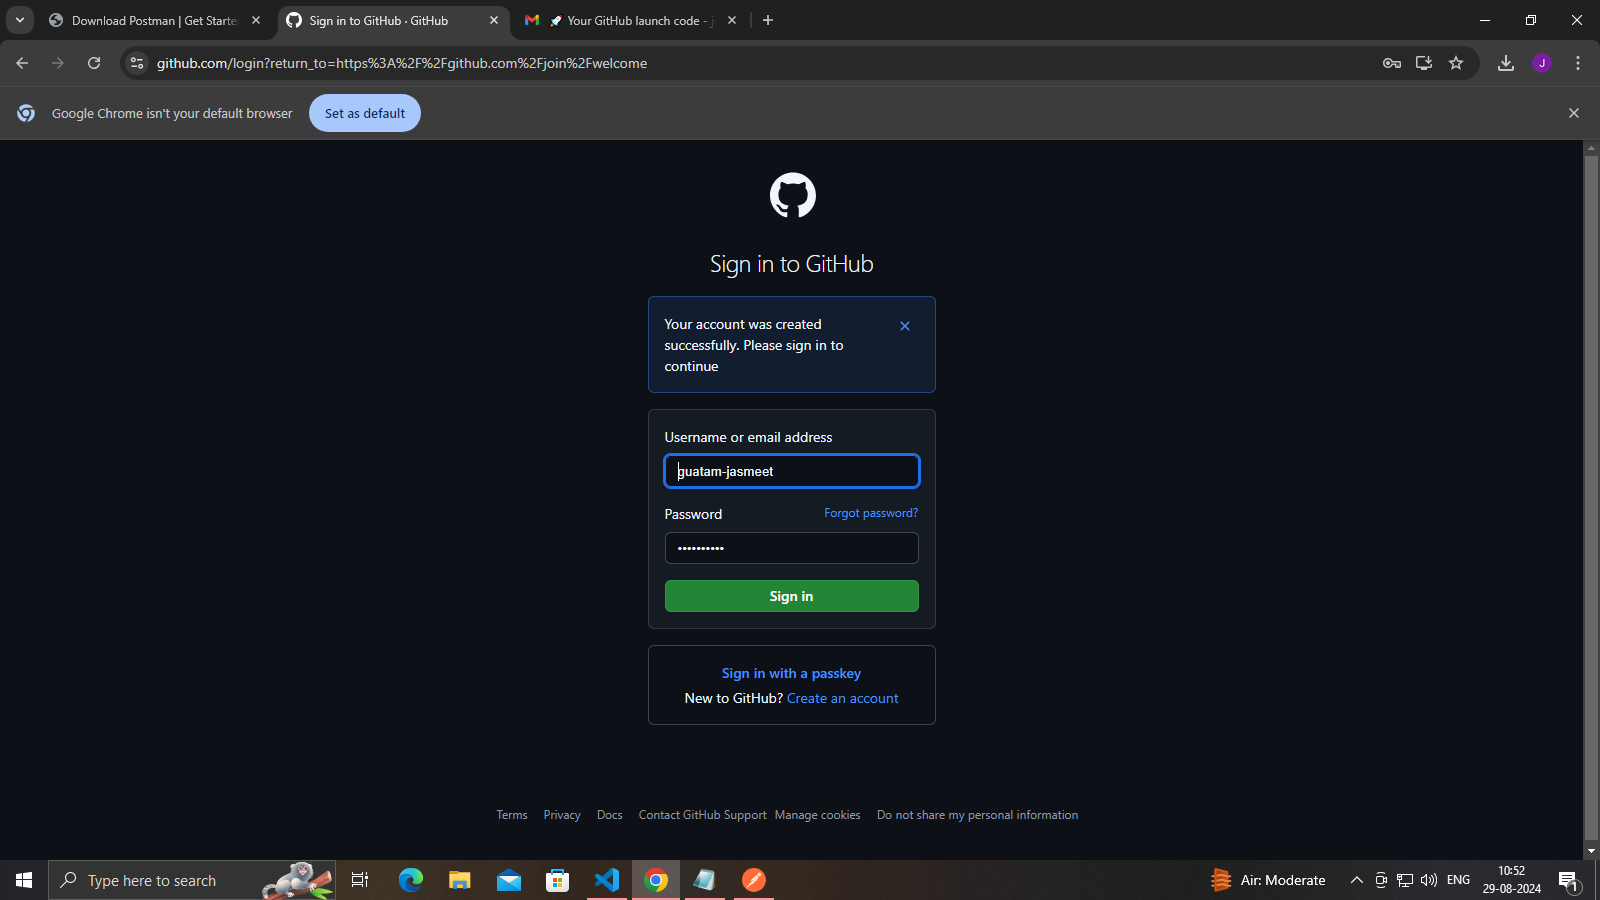 Download Postman | Get Starte
Sign in to GitHub · GitHub
Your GitHub launch code - j
github.com/login?return_to=https%3A%2F%2Fgithub.com%2Fjoin%2Fwelcome
J
Google Chrome isn't your default browser
Set as default
Sign in to GitHub
Your account was created
successfully. Please sign in to
continue
Username or email address
guatam-jasmeet
Password
Forgot password?
••••••••••
Sign in
Sign in with a passkey
New to GitHub? Create an account
Terms Privacy Docs Contact GitHub Support Manage cookies Do not share my personal information
Type here to search
Air: Moderate
ENG
10:52
29-08-2024
1